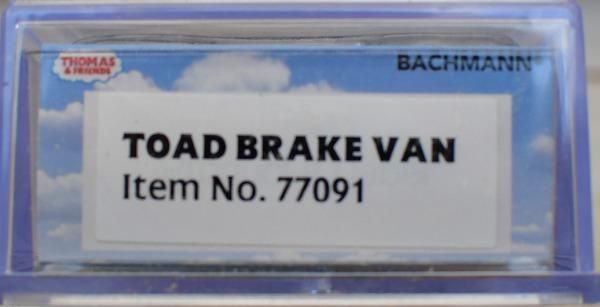 THOMAS
& FRIENDS
BACHMANN®
TOAD BRAKE VAN
Item No. 77091